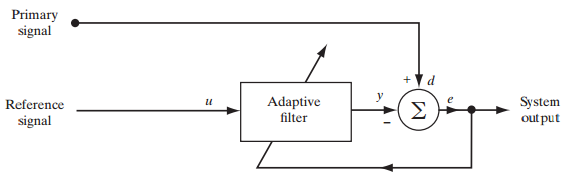 Primary
signal
+ d
Reference
signal
u
Adaptive
filter
y
−
Σ
e
System
output